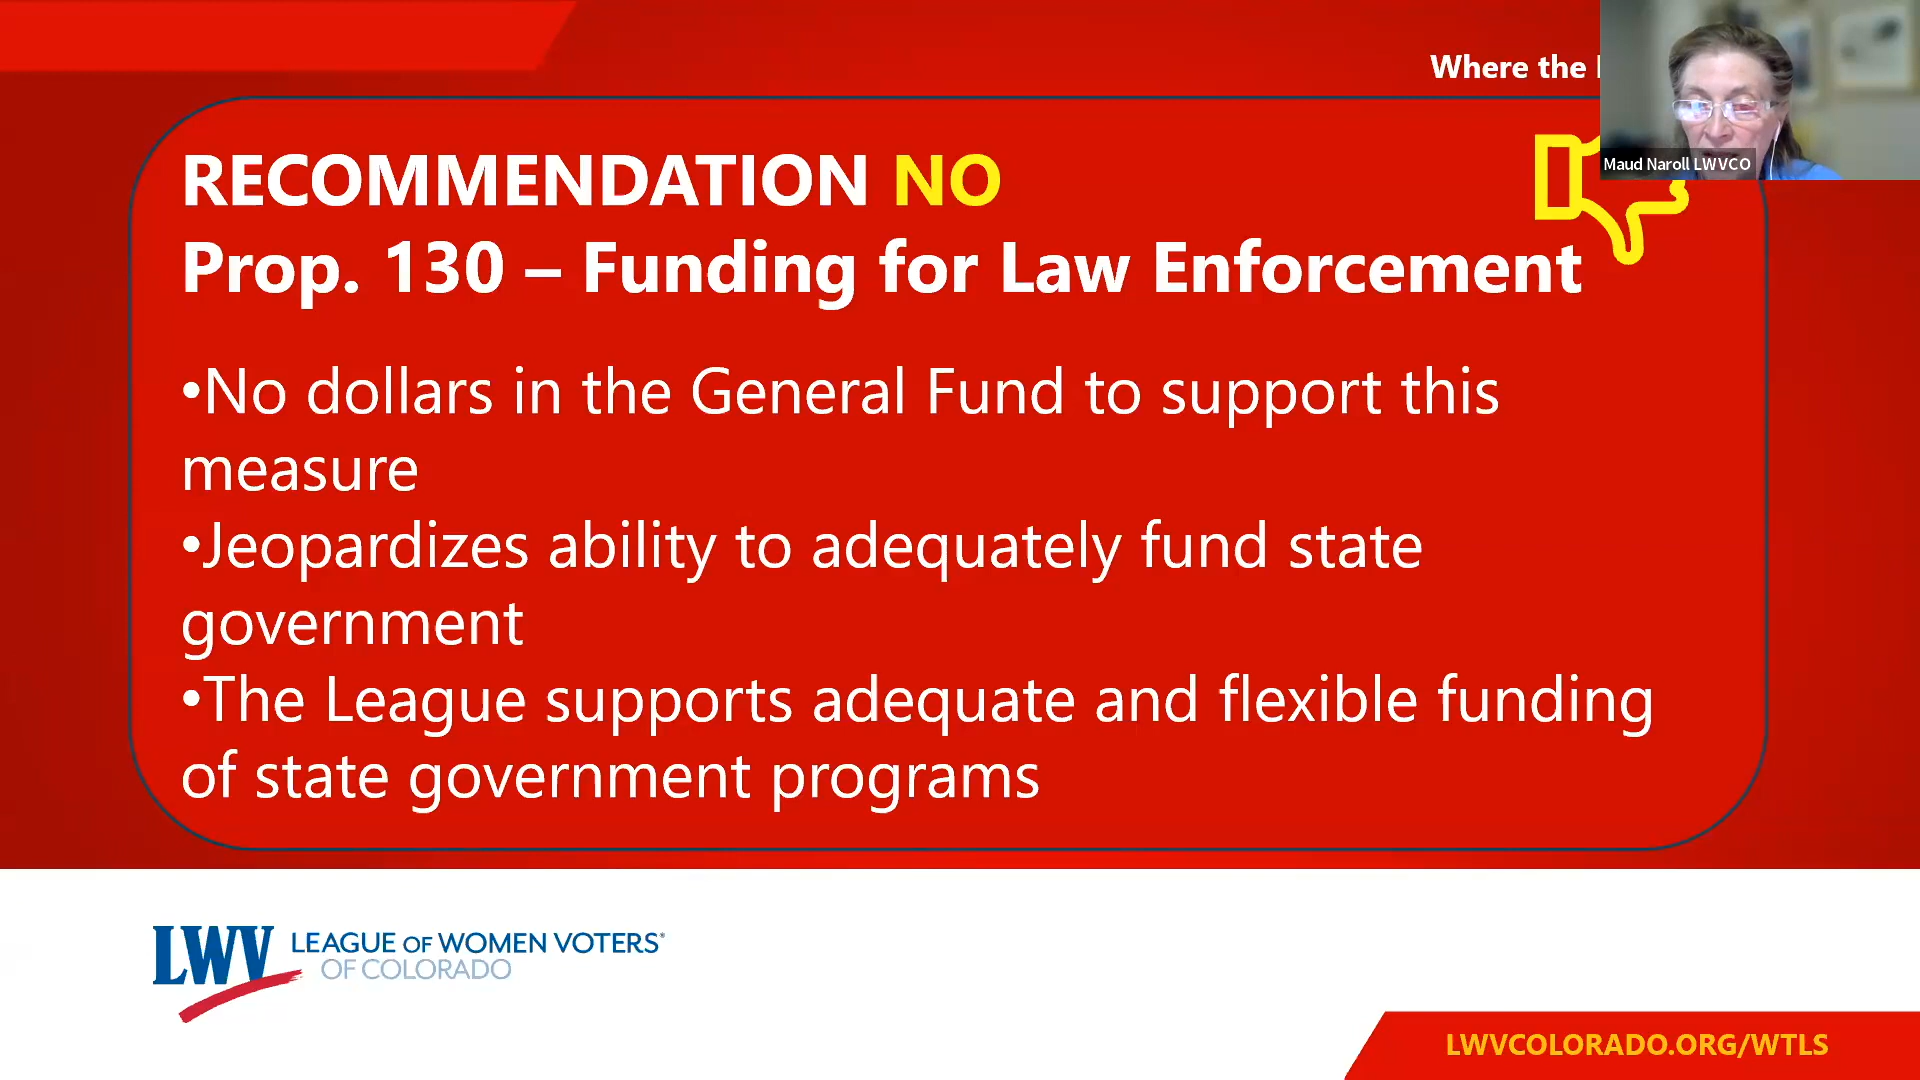 Where the
Maud Naroll LWVCO
RECOMMENDATION NO
Prop. 130 – Funding for Law Enforcement
•No dollars in the General Fund to support this
measure
•Jeopardizes ability to adequately fund state
government
•The League supports adequate and flexible funding
of state government programs
LWV LEAGUE OF WOMEN VOTERS®
OF COLORADO
LWVCOLORADO.ORG/WTLS